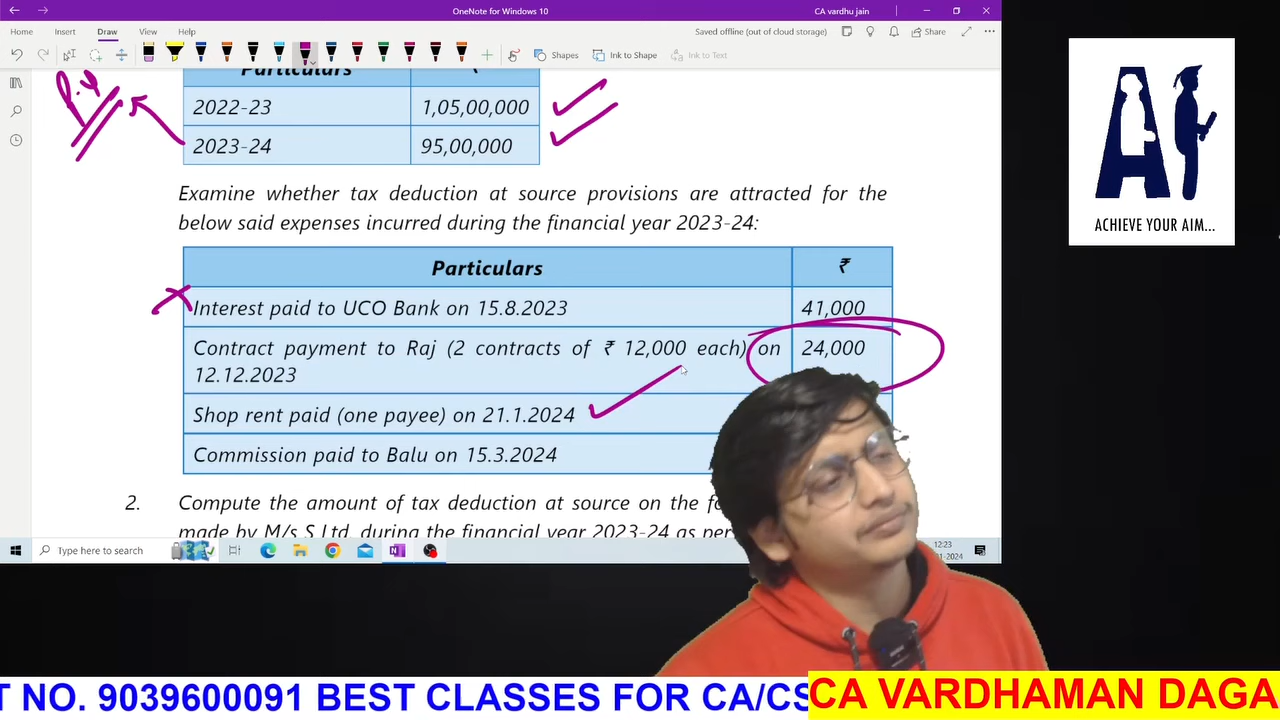 OneNote for Windows 10
CA vardhu jain
Home Insert Draw View Help
Saved offline (out of cloud storage)
Share
Shapes
Ink to Shape
Ink to Text
Particulars ₹
2022-23 1,05,00,000
2023-24 95,00,000
P.Y
Examine whether tax deduction at source provisions are attracted for the
below said expenses incurred during the financial year 2023-24:
Particulars ₹
Interest paid to UCO Bank on 15.8.2023 41,000
Contract payment to Raj (2 contracts of ₹ 12,000 each) on 24,000
12.12.2023
Shop rent paid (one payee) on 21.1.2024
Commission paid to Balu on 15.3.2024
2. Compute the amount of tax deduction at source on the
made by M/s S Ltd. during the financial year 2023-24 as per
Type here to search
12:23
-01-2024
ACHIEVE YOUR AIM...
T NO. 9039600091 BEST CLASSES FOR CA/CS
CA VARDHAMAN DAGA